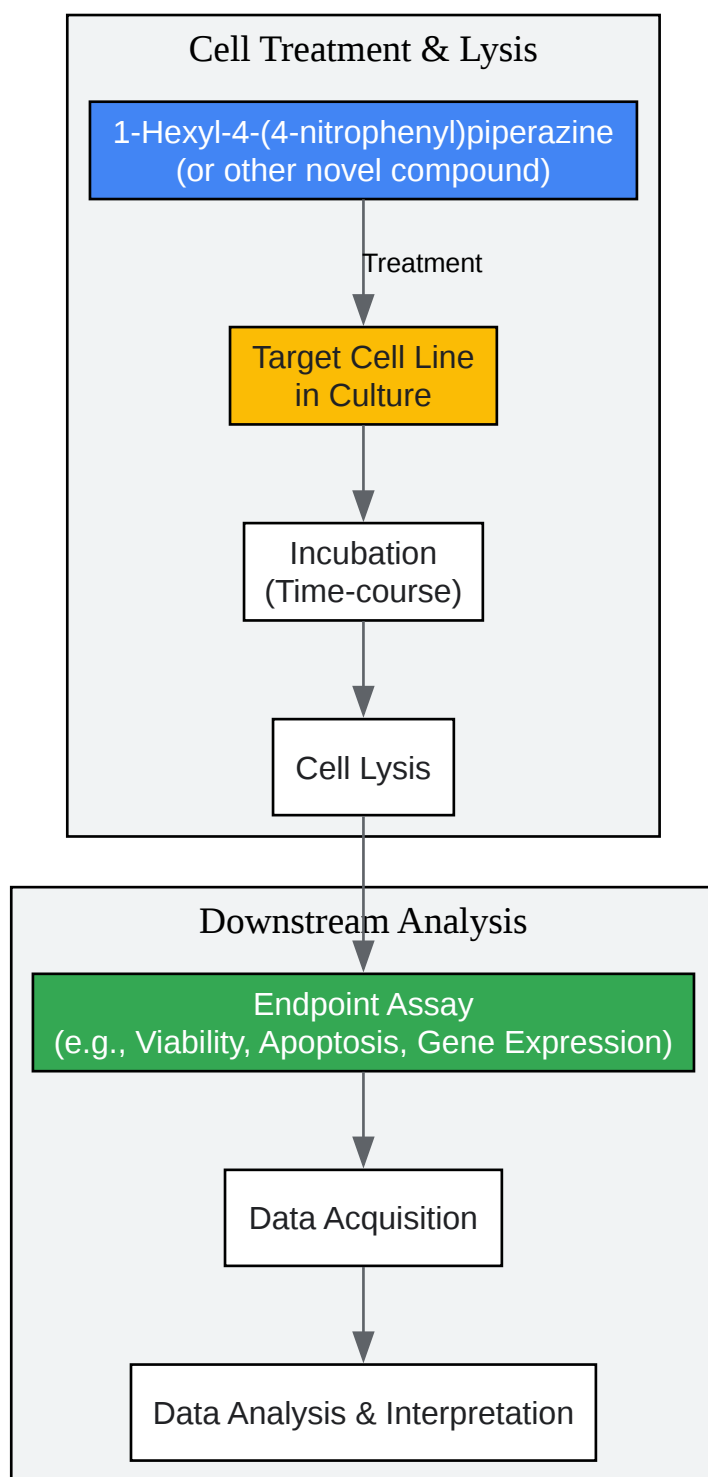 Cell Treatment & Lysis
1-Hexyl-4-(4-nitrophenyl)piperazine
(or other novel compound)
Treatment
Target Cell Line
in Culture
Incubation
(Time-course)
Cell Lysis
Downstream Analysis
Endpoint Assay
(e.g., Viability, Apoptosis, Gene Expression)
Data Acquisition
Data Analysis & Interpretation